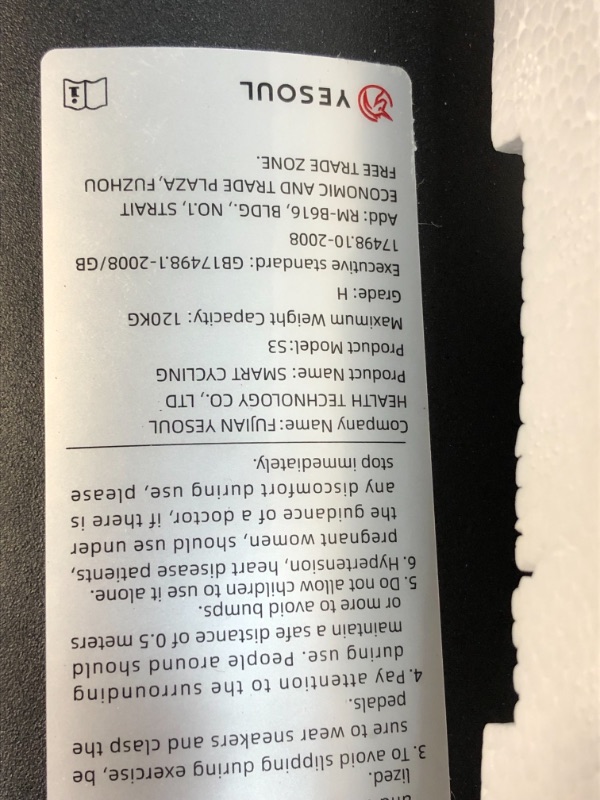 lized.
3. To avoid slipping during exercise, be
sure to wear sneakers and clasp the
pedals.
4. Pay attention to the surrounding
during use. People around should
maintain a safe distance of 0.5 meters
or more to avoid bumps.
5. Do not allow children to use it alone.
6. Hypertension, heart disease patients,
pregnant women, should use under
the guidance of a doctor, if there is
any discomfort during use, please
stop immediately.
Company Name: FUJIAN YESOUL
HEALTH TECHNOLOGY CO., LTD
Product Name: SMART CYCLING
Product Model:S3
Maximum Weight Capacity: 120KG
Grade: H
Executive standard: GB17498.1-2008/GB
17498.10-2008
Add: RM-B616, BLDG., NO.1, STRAIT
ECONOMIC AND TRADE PLAZA, FUZHOU
FREE TRADE ZONE.
YESOUL